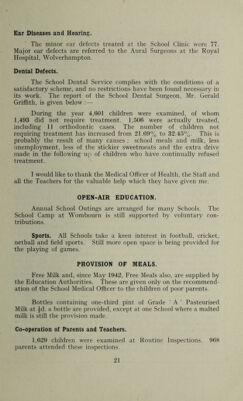 Ear Diseases and Hearing.
The minor ear defects treated at the School Clinic were 77.
Major ear defects are referred to the Aural Surgeons at the Royal
Hospital, Wolverhampton.
Dental Defects.
The School Dental Service complies with the conditions of a
satisfactory scheme, and no restrictions have been found necessary in
its work. The report of the School Dental Surgeon, Mr. Gerald
Griffith, is given below :—
During the year 4,601 children were examined, of whom
1,493 did not require treatment. 1,506 were actually treated,
including 11 orthodontic cases. The number of children not
requiring treatment has increased from 21.69% to 32.45%. This is
probably the result of many causes ; school meals and milk, less
unemployment, less of the stickier sweetmeats and the extra drive
made in the following up of children who have continually refused
treatment.
I would like to thank the Medical Officer of Health, the Staff and
all the Teachers for the valuable help which they have given me.
OPEN-AIR EDUCATION.
Annual School Outings are arranged for many Schools. The
School Camp at Wombourn is still supported by voluntary con-
tributions.
Sports. All Schools take a keen interest in football, cricket,
netball and field sports. Still more open space is being provided for
the playing of games.
PROVISION OF MEALS.
Free Milk and, since May 1942, Free Meals also, are supplied by
the Education Authorities. These are given only on the recommend-
ation of the School Medical Officer to the children of poor parents.
Bottles containing one-third pint of Grade ' A ' Pasteurised
Milk at ½d. a bottle are provided, except at one School where a malted
milk is still the provision made.
Co-operation of Parents and Teachers.
1,629 children were examined at Routine Inspections. 968
parents attended these inspections.
21